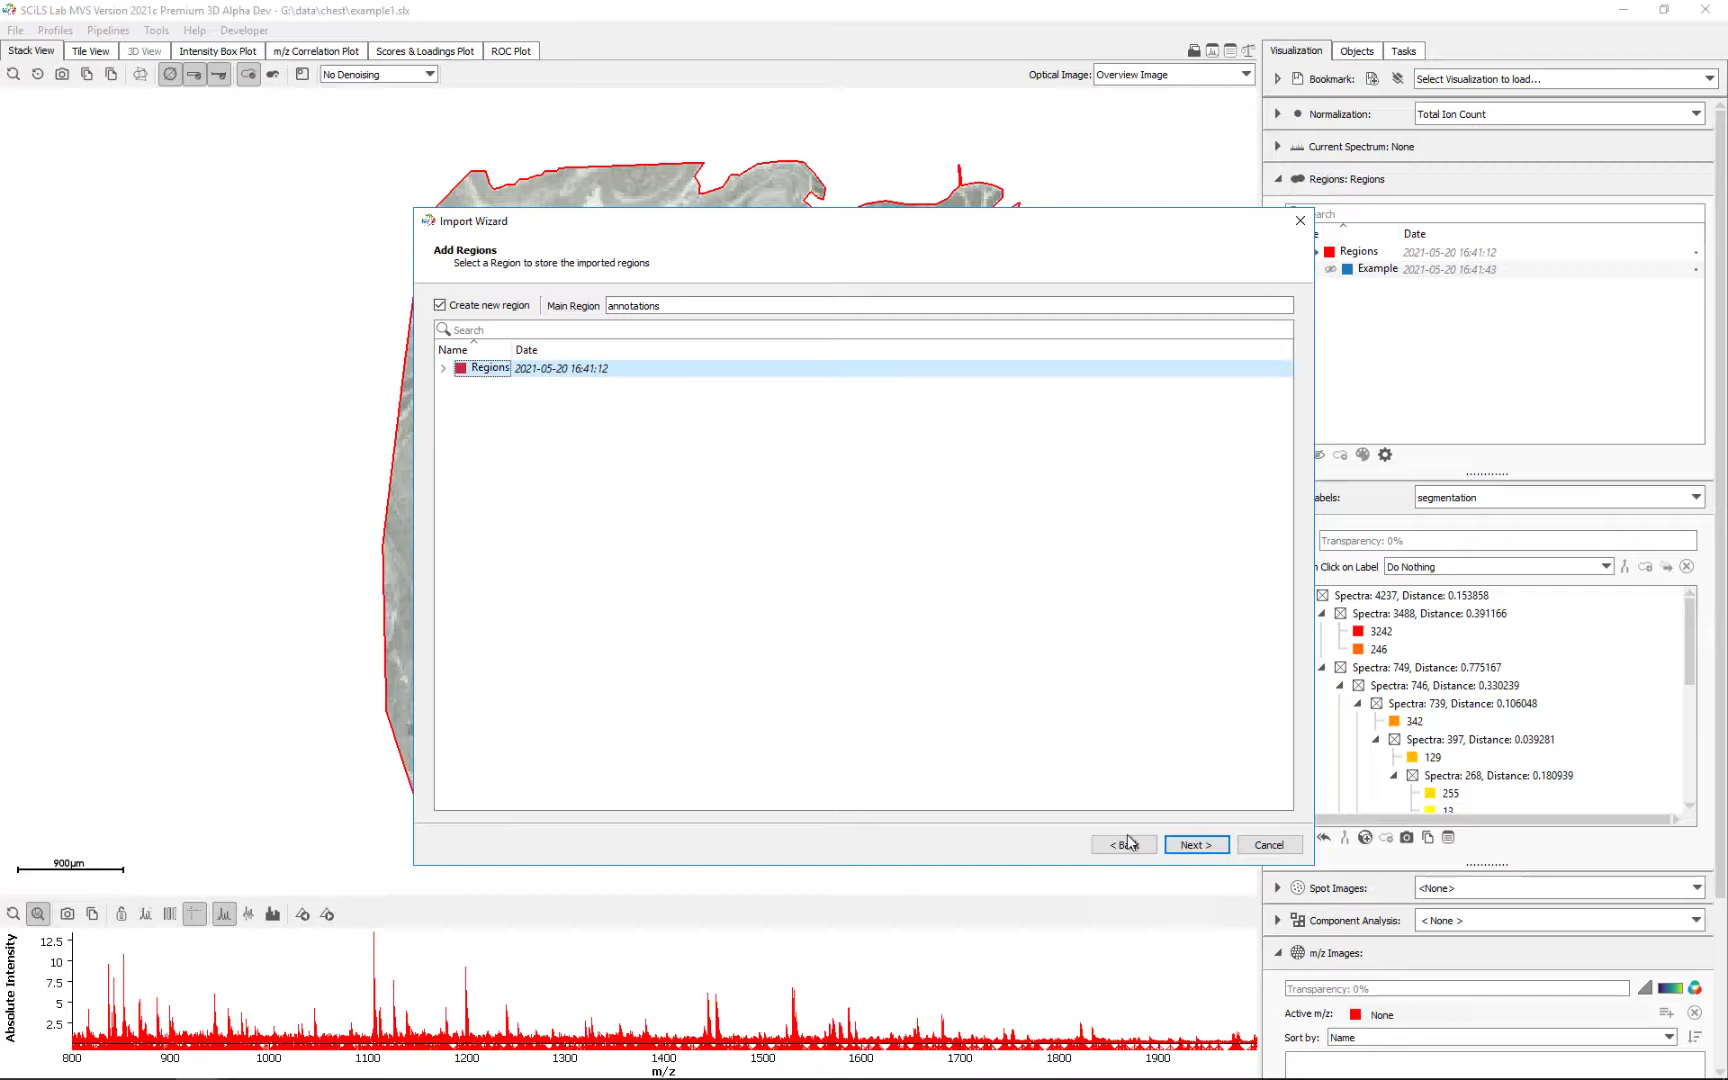 SCiLS Lab MVS Version 2021c Premium 3D Alpha Dev - G:\data\chest\example1.slx
File Profiles Pipelines Tools Help Developer
Stack View Tile View 3D View Intensity Box Plot m/z Correlation Plot Scores & Loadings Plot ROC Plot
No Denoising
Optical Image: Overview Image
Visualization Objects Tasks
Bookmark: Select Visualization to load...
Normalization: Total Ion Count
Current Spectrum: None
Regions: Regions
Date
Regions 2021-05-20 16:41:12
Example 2021-05-20 16:41:43
segmentation
Transparency: 0%
Click on Label Do Nothing
Spectra: 4237, Distance: 0.153858
Spectra: 3488, Distance: 0.391166
3242
246
Spectra: 749, Distance: 0.775167
Spectra: 746, Distance: 0.330239
Spectra: 739, Distance: 0.106048
342
Spectra: 397, Distance: 0.039281
129
Spectra: 268, Distance: 0.180939
255
13
Spot Images: <None>
Component Analysis: < None >
m/z Images:
Transparency: 0%
Active m/z: None
Sort by: Name
Import Wizard
Add Regions
Select a Region to store the imported regions
Create new region Main Region annotations
Search
Name Date
Regions 2021-05-20 16:41:12
Next > Cancel
900µm
Absolute Intensity
12.5
10
7.5
5
2.5
800 900 1000 1100 1200 1300 1400 1500 1600 1700 1800 1900
m/z